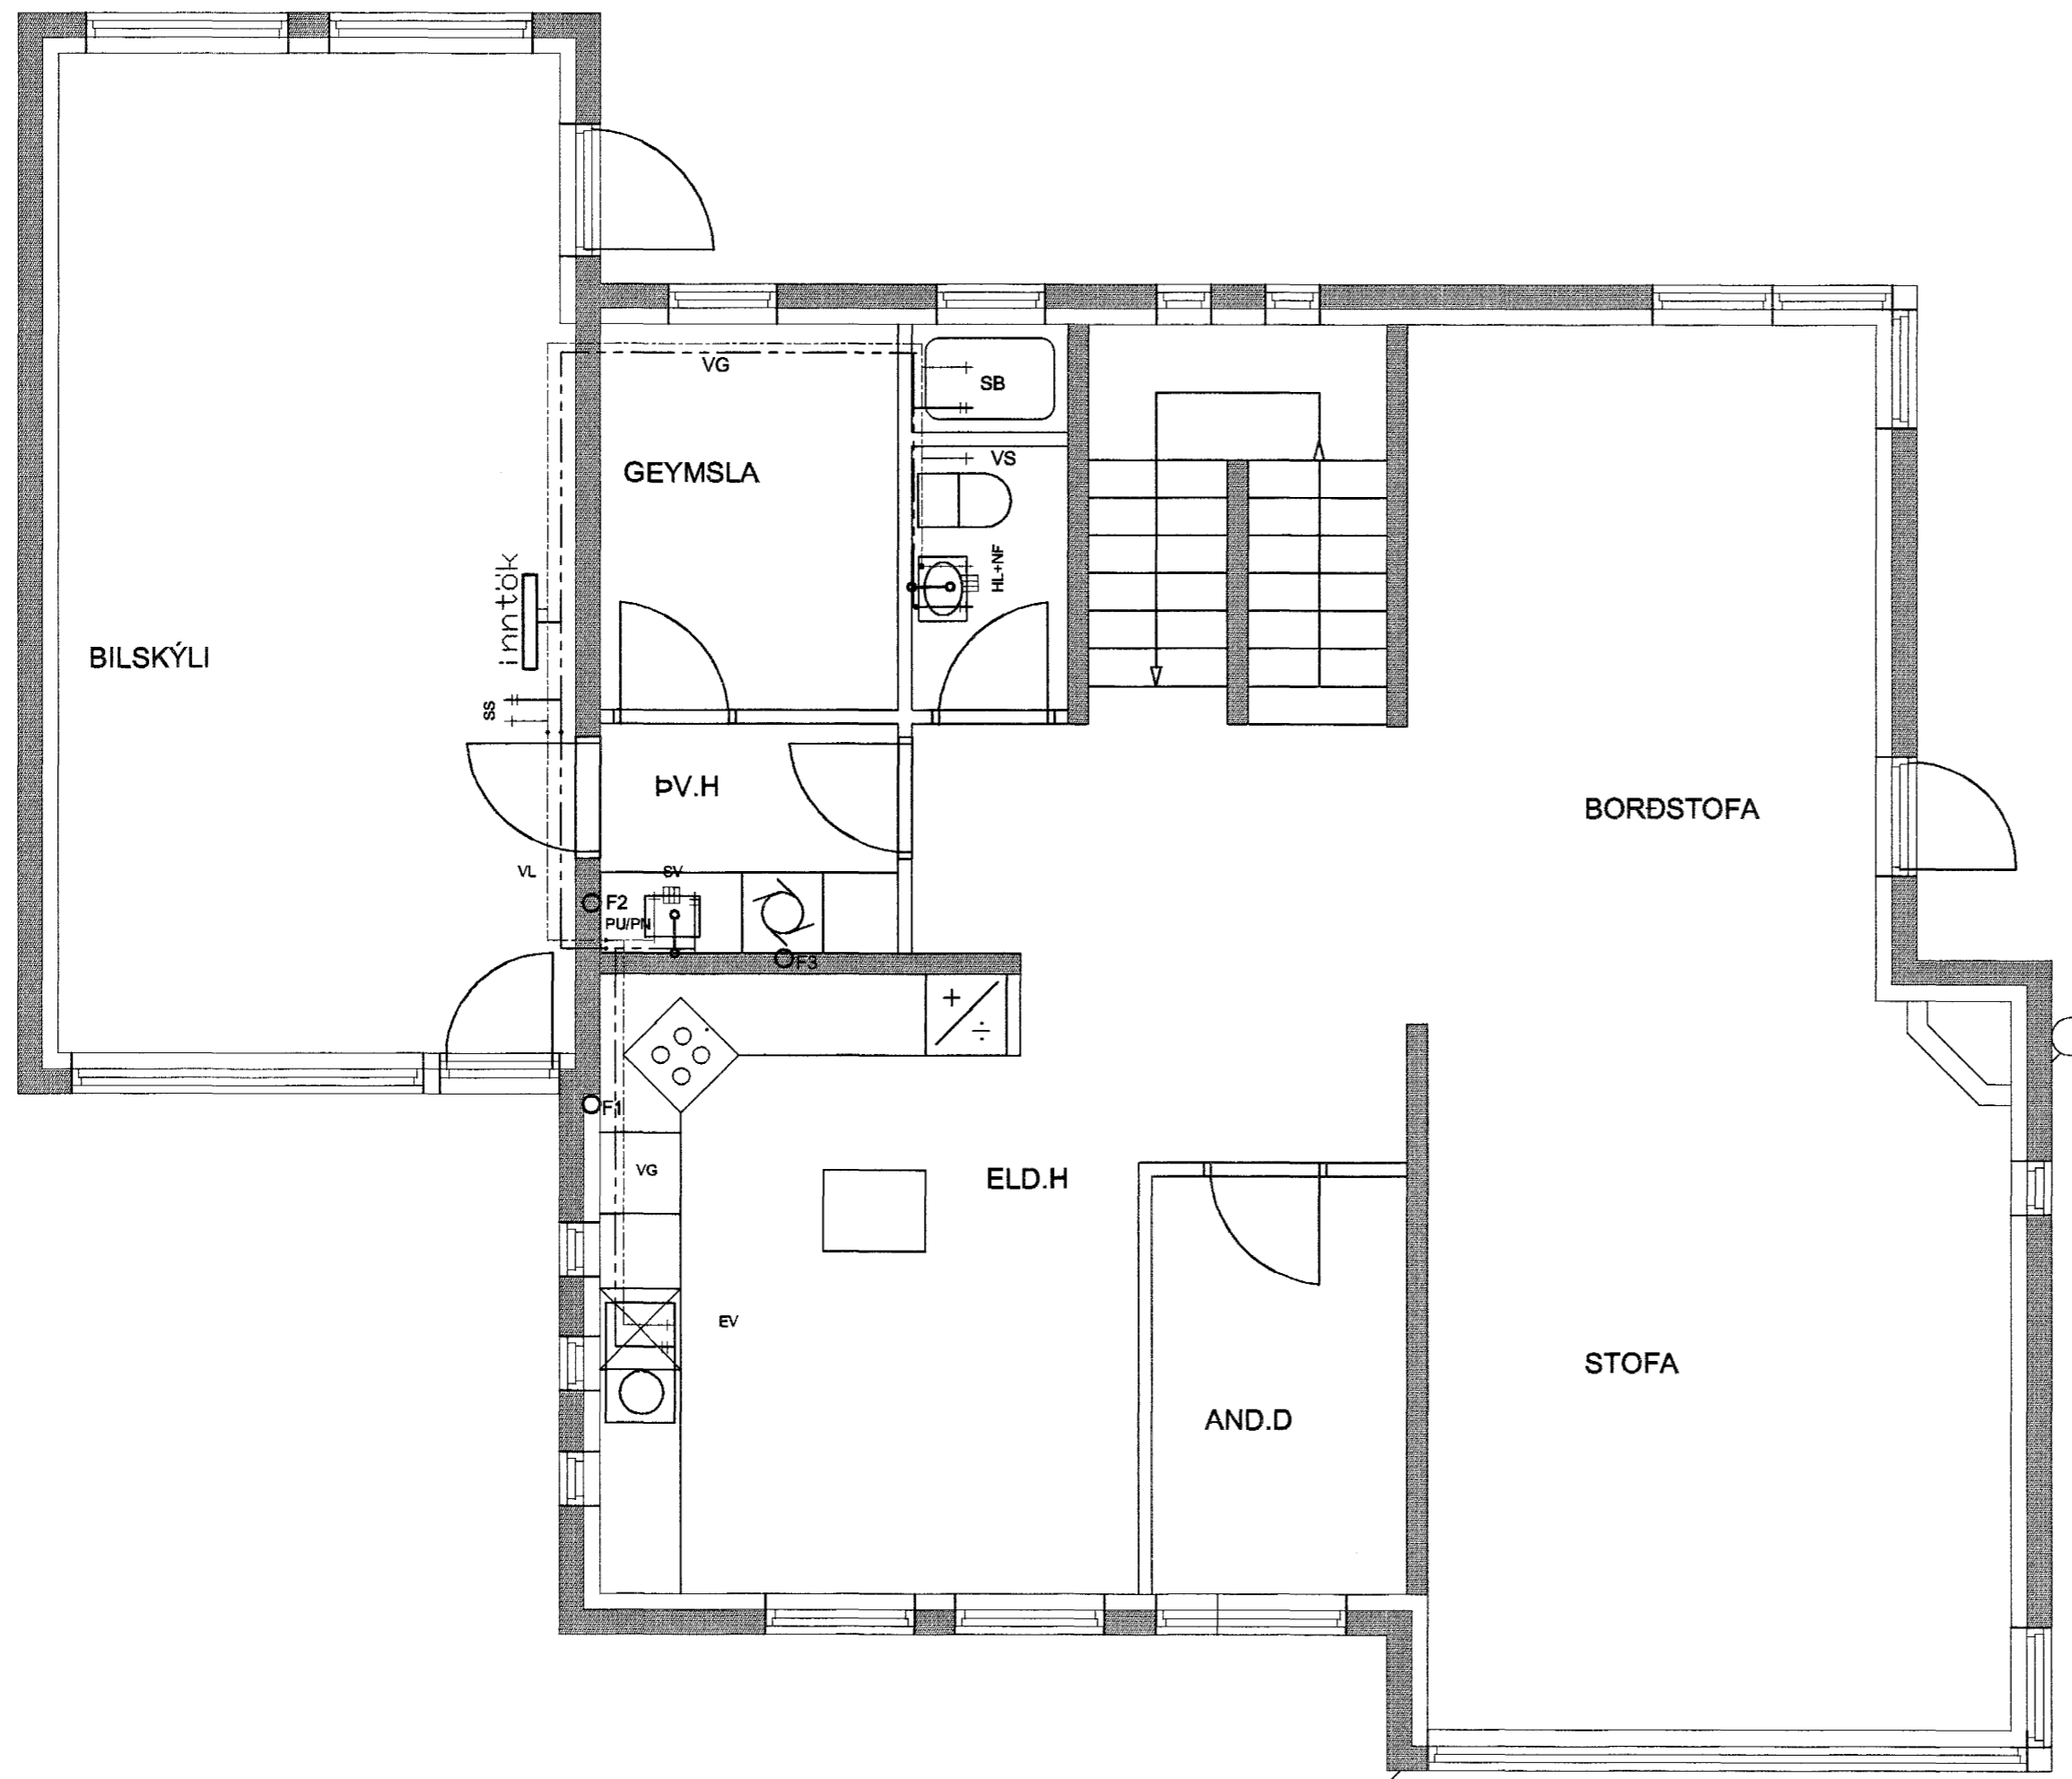 VG
SB
VS
GEYMSLA
HL+NF
inntök
BILSKÝLI
SS
ÞV.H
BORÐSTOFA
VL
SV
F2
PU/PN
F3
+
÷
F1
VG
ELD.H
EV
STOFA
AND.D